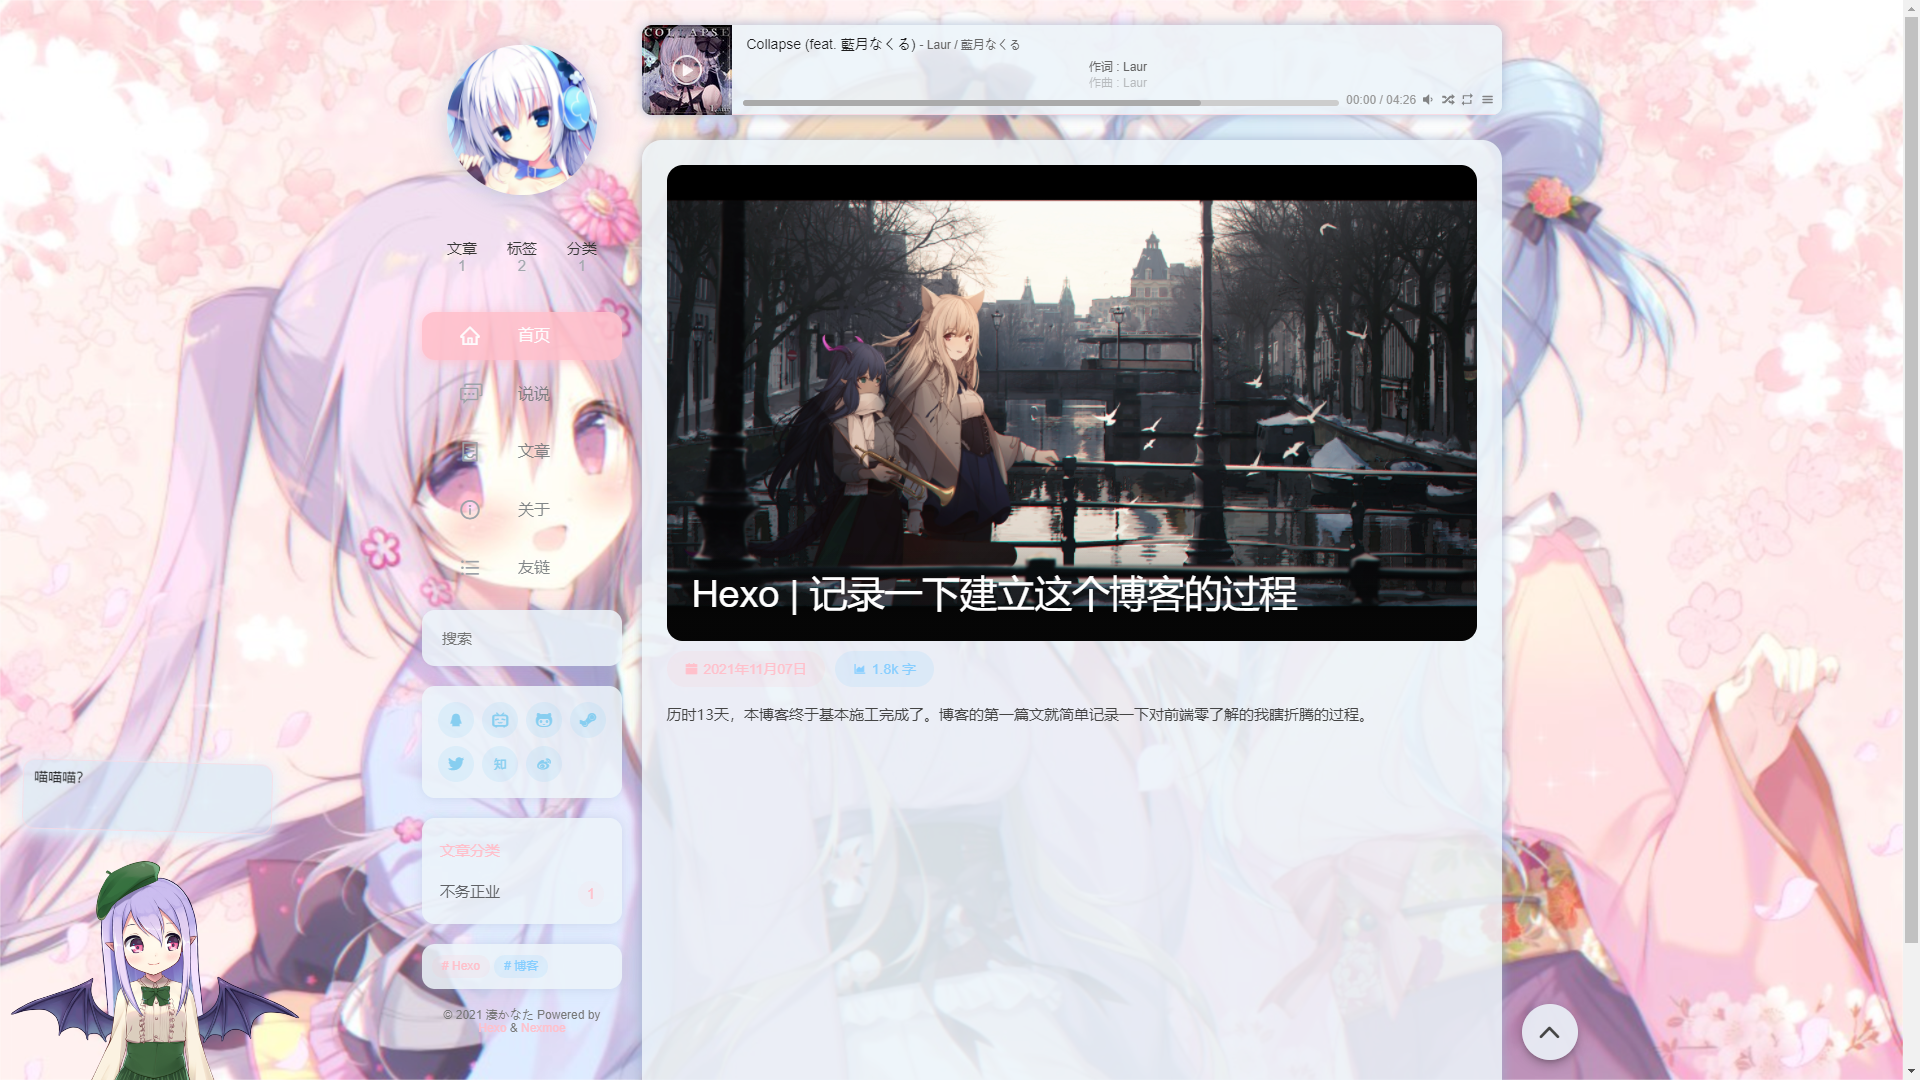 COLLAPSE
Collapse (feat. 藍月なくる) - Laur / 藍月なくる
作词 : Laur
作曲 : Laur
00:00 / 04:26
文章
1
标签
2
分类
1
首页
说说
文章
关于
友链
搜索
知
文章分类
不务正业 1
# Hexo # 博客
© 2021 湊かなた Powered by
Hexo & Nexmoe
Hexo | 记录一下建立这个博客的过程
2021年11月07日 1.8k 字
历时13天，本博客终于基本施工完成了。博客的第一篇文就简单记录一下对前端零了解的我瞎折腾的过程。
喵喵喵？